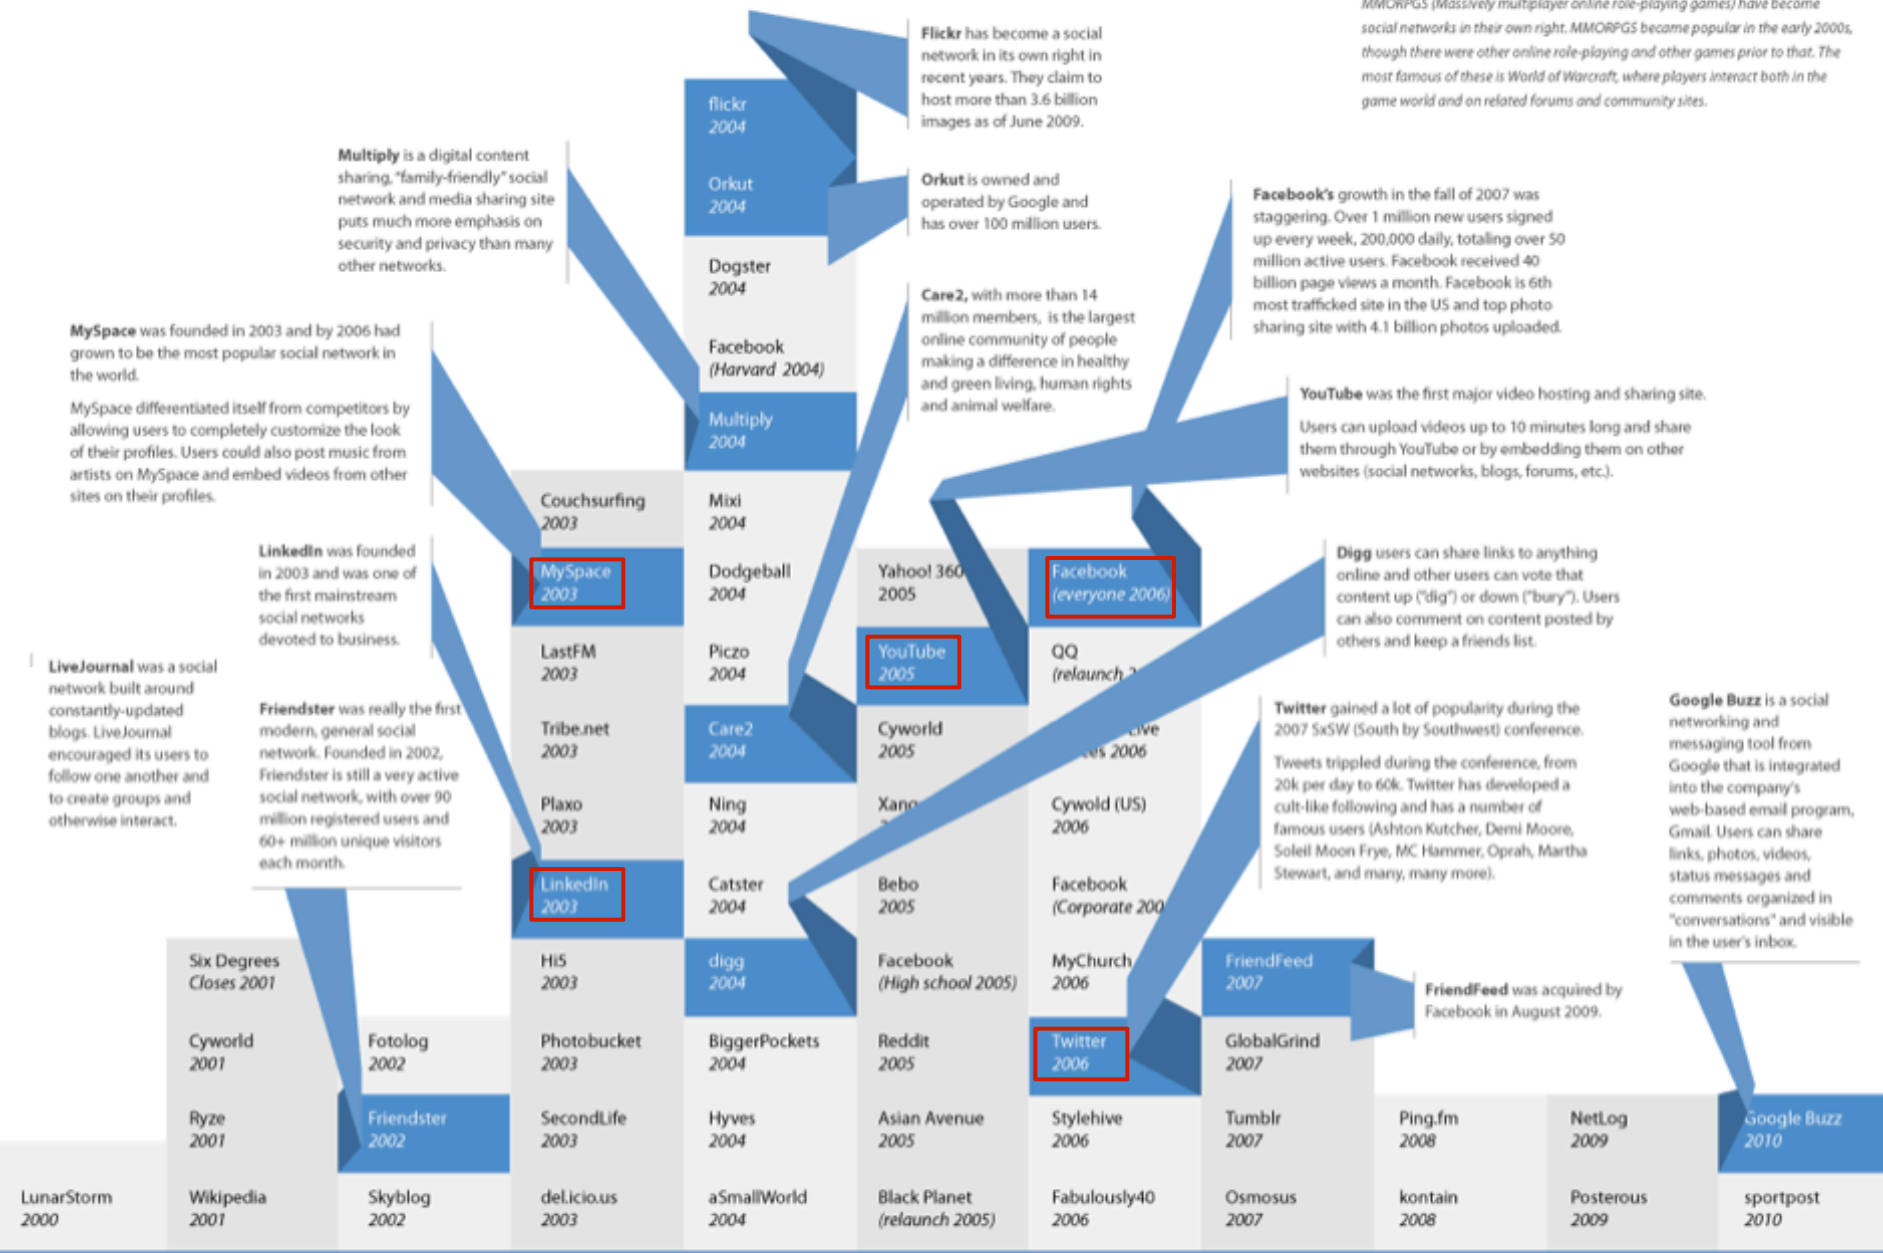 MMORPGS (Massively multiplayer online role-playing games) have become
social networks in their own right. MMORPGS became popular in the early 2000s,
though there were other online role-playing and other games prior to that. The
most famous of these is World of Warcraft, where players interact both in the
game world and on related forums and community sites.
Flickr has become a social
network in its own right in
recent years. They claim to
host more than 3.6 billion
images as of June 2009.
Multiply is a digital content
sharing, "family-friendly" social
network and media sharing site
puts much more emphasis on
security and privacy than many
other networks.
Orkut is owned and
operated by Google and
has over 100 million users.
Facebook's growth in the fall of 2007 was
staggering. Over 1 million new users signed
up every week, 200,000 daily, totaling over 50
million active users. Facebook received 40
billion page views a month. Facebook is 6th
most trafficked site in the US and top photo
sharing site with 4.1 billion photos uploaded.
Care2, with more than 14
million members, is the largest
online community of people
making a difference in healthy
and green living, human rights
and animal welfare.
MySpace was founded in 2003 and by 2006 had
grown to be the most popular social network in
the world.
MySpace differentiated itself from competitors by
allowing users to completely customize the look
of their profiles. Users could also post music from
artists on MySpace and embed videos from other
sites on their profiles.
YouTube was the first major video hosting and sharing site.
Users can upload videos up to 10 minutes long and share
them through YouTube or by embedding them on other
websites (social networks, blogs, forums, etc.).
LinkedIn was founded
in 2003 and was one of
the first mainstream
social networks
devoted to business.
Digg users can share links to anything
online and other users can vote that
content up ("dig") or down ("bury"). Users
can also comment on content posted by
others and keep a friends list.
LiveJournal was a social
network built around
constantly-updated
blogs. LiveJournal
encouraged its users to
follow one another and
to create groups and
otherwise interact.
Friendster was really the first
modern, general social
network. Founded in 2002,
Friendster is still a very active
social network, with over 90
million registered users and
60+ million unique visitors
each month.
Twitter gained a lot of popularity during the
2007 SxSW (South by Southwest) conference.
Tweets trippled during the conference, from
20k per day to 60k. Twitter has developed a
cult-like following and has a number of
famous users (Ashton Kutcher, Demi Moore,
Soleil Moon Frye, MC Hammer, Oprah, Martha
Stewart, and many, many more).
Google Buzz is a social
networking and
messaging tool from
Google that is integrated
into the company's
web-based email program,
Gmail. Users can share
links, photos, videos,
status messages and
comments organized in
"conversations" and visible
in the user's inbox.
FriendFeed was acquired by
Facebook in August 2009.
LunarStorm
2000
Six Degrees
Closes 2001
Cyworld
2001
Ryze
2001
Wikipedia
2001
Fotolog
2002
Friendster
2002
Skyblog
2002
Couchsurfing
2003
MySpace
2003
LastFM
2003
Tribe.net
2003
Plaxo
2003
LinkedIn
2003
Hi5
2003
Photobucket
2003
SecondLife
2003
del.icio.us
2003
flickr
2004
Orkut
2004
Dogster
2004
Facebook
(Harvard 2004)
Multiply
2004
Mixi
2004
Dodgeball
2004
Piczo
2004
Care2
2004
Ning
2004
Catster
2004
digg
2004
BiggerPockets
2004
Hyves
2004
aSmallWorld
2004
Yahoo! 360
2005
YouTube
2005
Cyworld
2005
Bebo
2005
Facebook
(High school 2005)
Reddit
2005
Asian Avenue
2005
Black Planet
(relaunch 2005)
Facebook
(everyone 2006)
QQ
(relaunch
2006
Cywold (US)
2006
Facebook
(Corporate 200
MyChurch
2006
Twitter
2006
Stylehive
2006
Fabulously40
2006
FriendFeed
2007
GlobalGrind
2007
Tumblr
2007
Osmosus
2007
Ping.fm
2008
kontain
2008
NetLog
2009
Posterous
2009
Google Buzz
2010
sportpost
2010